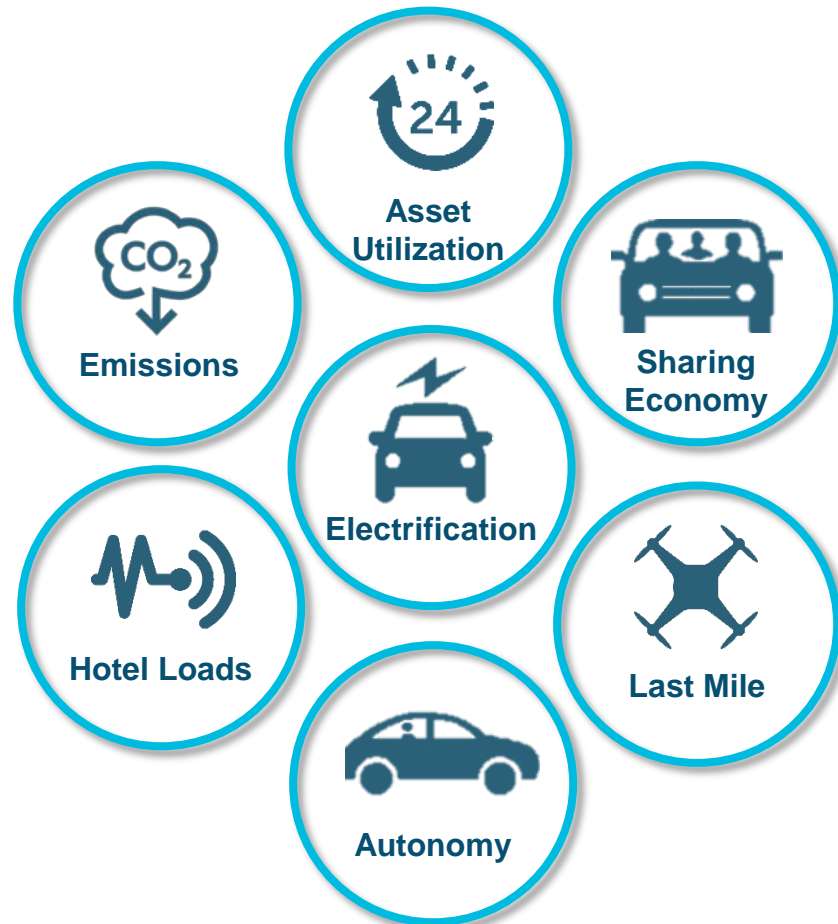 24
Asset
Utilization
CO₂
Emissions
Sharing
Economy
Electrification
Hotel Loads
Last Mile
Autonomy